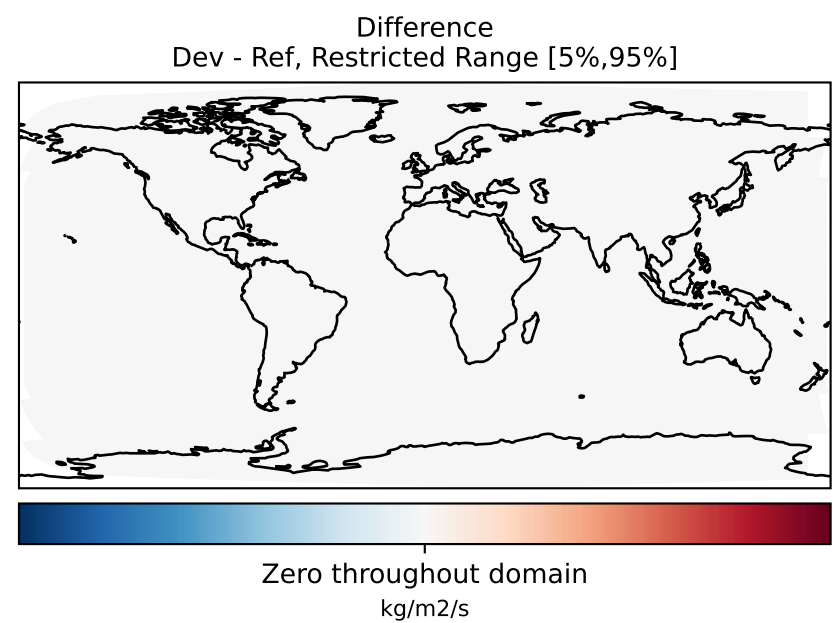 Difference
Dev - Ref, Restricted Range [5%,95%]
Zero throughout domain
kg/m2/s